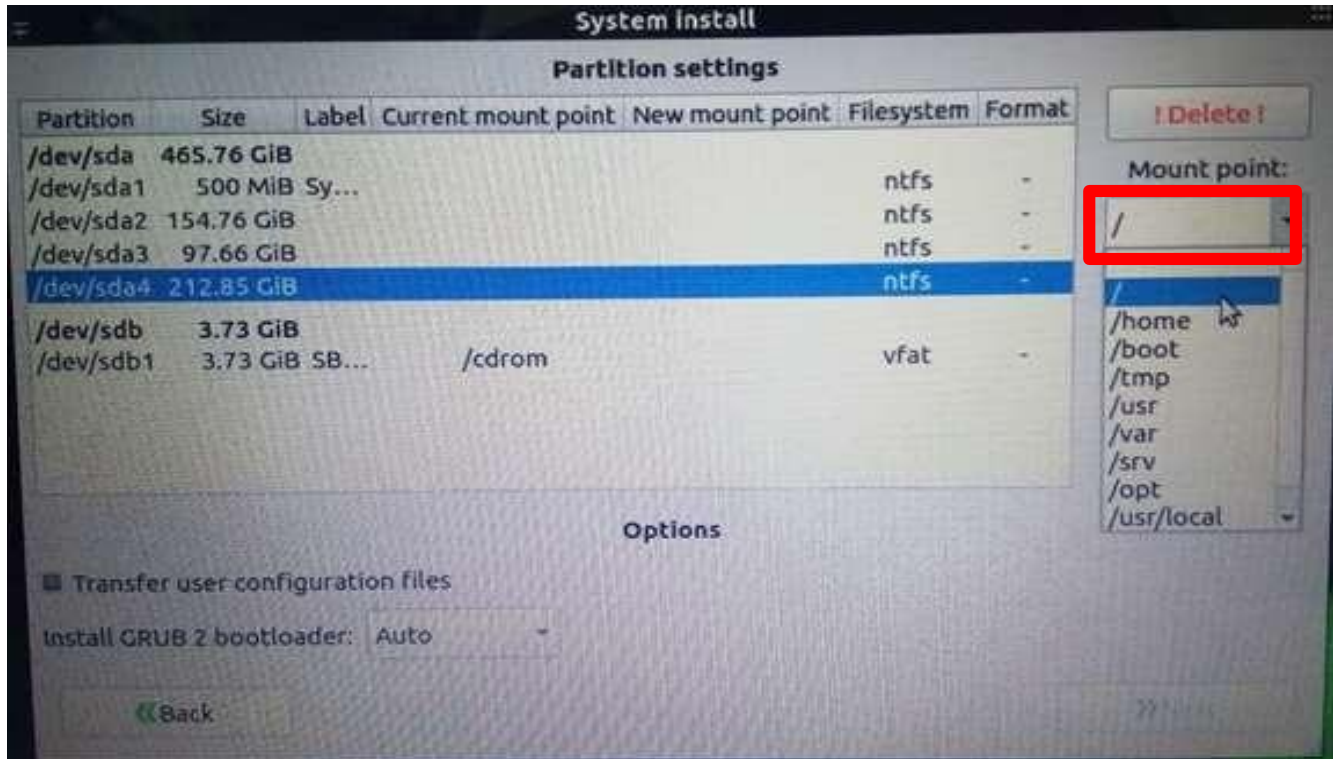 System install
Partition settings
Partition Size Label Current mount point New mount point Filesystem Format
/dev/sda 465.76 GiB
/dev/sda1 500 MiB Sy... ntfs -
/dev/sda2 154.76 GiB ntfs -
/dev/sda3 97.66 GiB ntfs -
/dev/sda4 212.85 GiB ntfs -
/dev/sdb 3.73 GiB
/dev/sdb1 3.73 GiB SB... /cdrom vfat -
! Delete !
Mount point:
/
/
/home
/boot
/tmp
/usr
/var
/srv
/opt
/usr/local
Options
Transfer user configuration files
Install GRUB 2 bootloader: Auto
Back